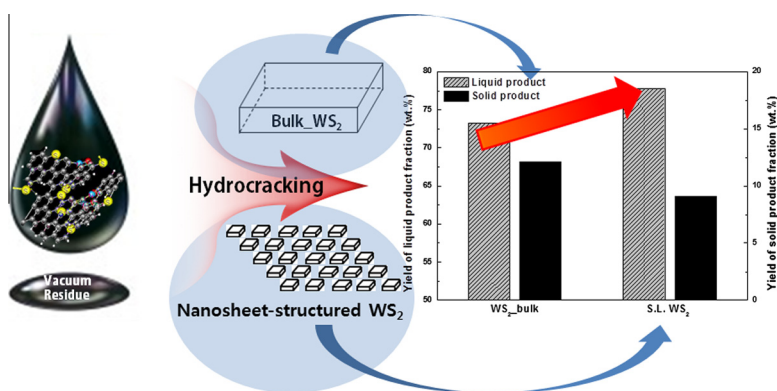 Vacuum
Residue
Bulk_WS₂
Hydrocracking
Nanosheet-structured WS₂
Yield of liquid product fraction (wt.%)
80
75
70
65
60
55
50
Liquid product
Solid product
WS₂_bulk
S.L. WS₂
20
15
10
5
0
Yield of solid product fraction (wt.%)